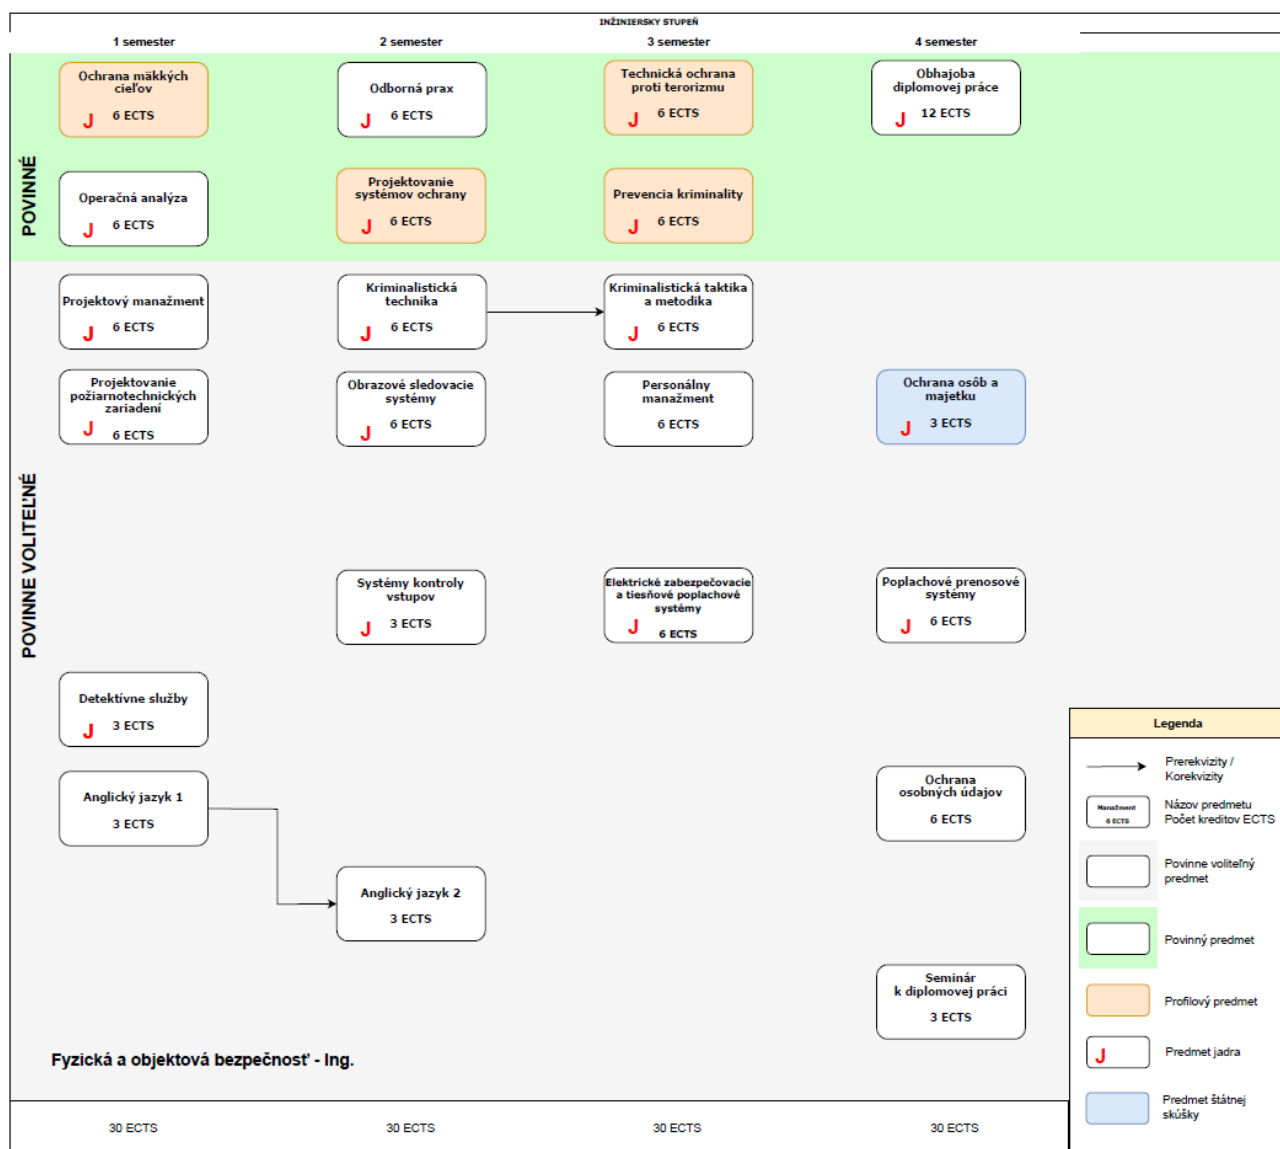 INŽINIERSKY STUPEŇ
1 semester
2 semester
3 semester
4 semester
POVINNÉ
Ochrana mäkkých
cieľov
J 6 ECTS
Odborná prax
J 6 ECTS
Technická ochrana
proti terorizmu
J 6 ECTS
Obhajoba
diplomovej práce
J 12 ECTS
Operačná analýza
J 6 ECTS
Projektovanie
systémov ochrany
J 6 ECTS
Prevencia kriminality
J 6 ECTS
POVINNE VOLITEĽNÉ
Projektový manažment
J 6 ECTS
Kriminalistická
technika
J 6 ECTS
Kriminalistická taktika
a metodika
J 6 ECTS
Projektovanie
požiarnotechnických
zariadení
J 6 ECTS
Obrazové sledovacie
systémy
J 6 ECTS
Personálny
manažment
6 ECTS
Ochrana osôb a
majetku
J 3 ECTS
Systémy kontroly
vstupov
J 3 ECTS
Elektrické zabezpečovacie
a tiesňové poplachové
systémy
J 6 ECTS
Poplachové prenosové
systémy
J 6 ECTS
Detektívne služby
J 3 ECTS
Anglický jazyk 1
3 ECTS
Ochrana
osobných údajov
6 ECTS
Anglický jazyk 2
3 ECTS
Seminár
k diplomovej práci
3 ECTS
Fyzická a objektová bezpečnosť - Ing.
30 ECTS
30 ECTS
30 ECTS
30 ECTS
Legenda
Prerekvizity /
Korekvizity
Manažment
6 ECTS
Názov predmetu
Počet kreditov ECTS
Povinne voliteľný
predmet
Povinný predmet
Profilový predmet
J
Predmet jadra
Predmet štátnej
skúšky